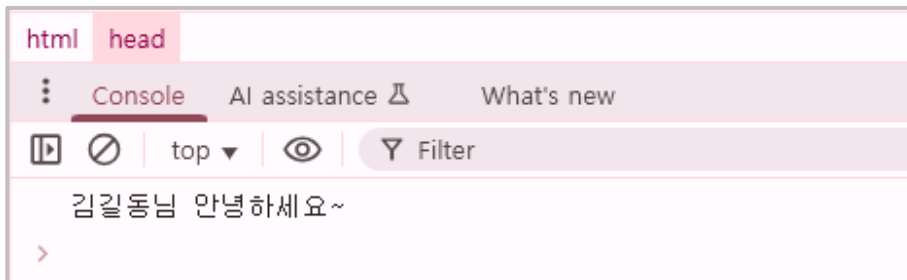 html head
Console AI assistance What's new
top Filter
김길동님 안녕하세요~
>